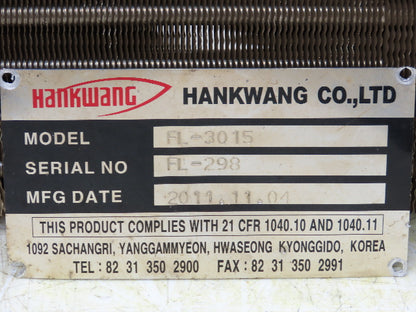 HANKWANG HANKWANG CO.,LTD
MODEL FL-3015
SERIAL NO FL-298
MFG DATE 2011.11.01
THIS PRODUCT COMPLIES WITH 21 CFR 1040.10 AND 1040.11
1092 SACHANGRI, YANGGAMMYEON, HWASEONG KYONGGIDO, KOREA
TEL : 82 31 350 2900 FAX : 82 31 350 2991